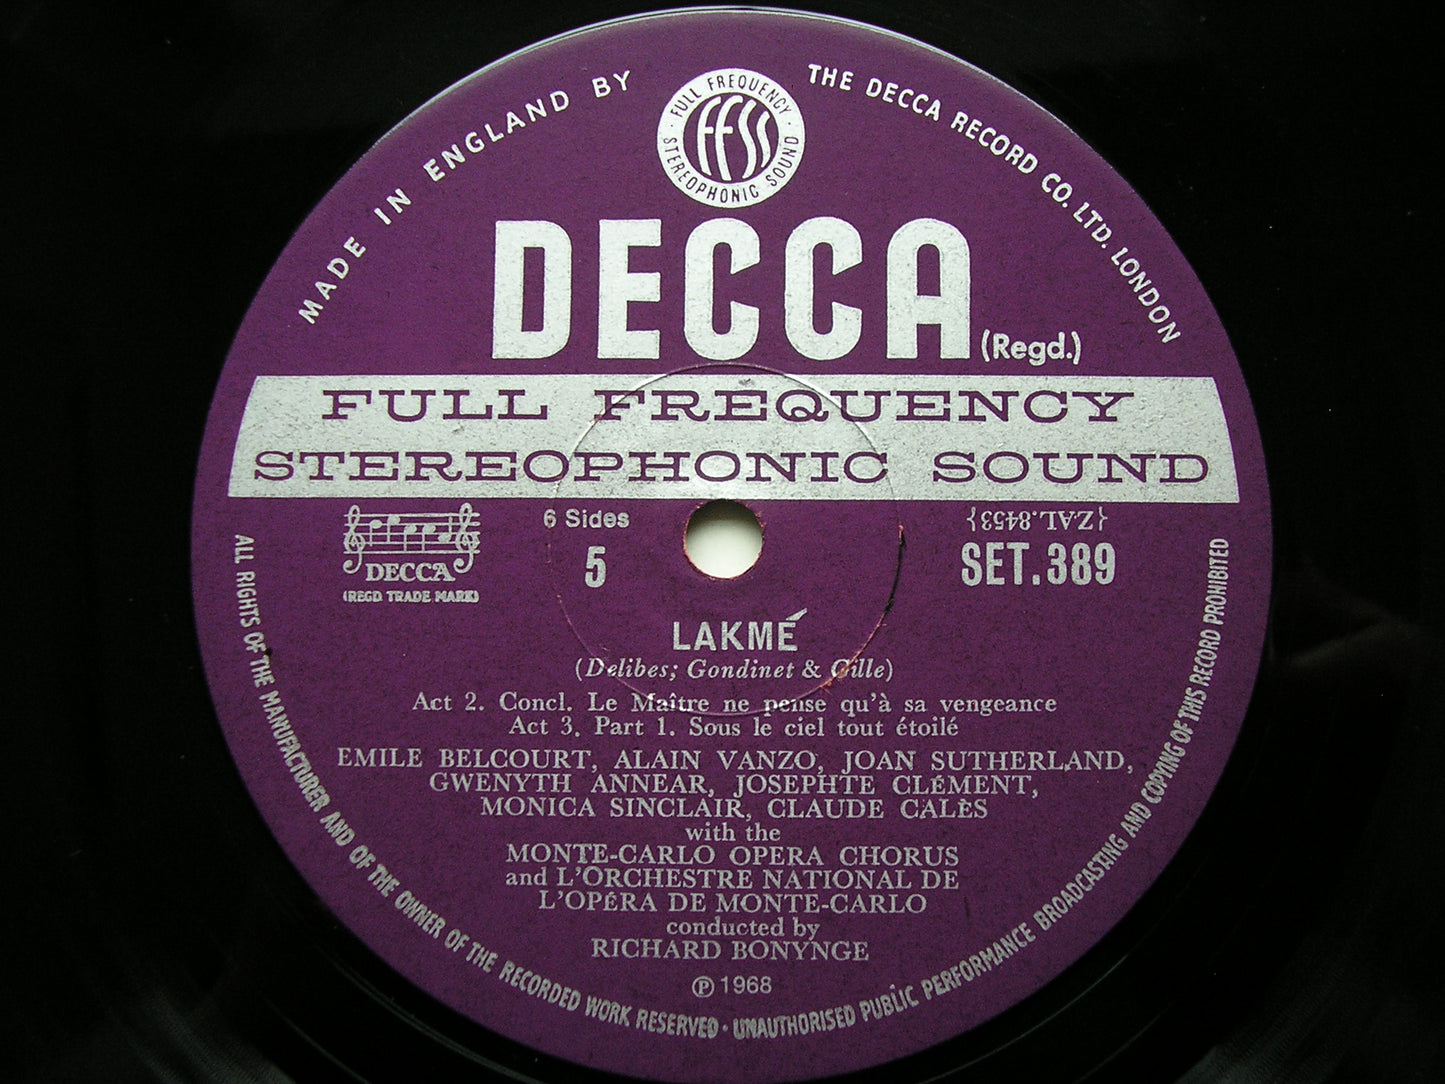 MADE IN ENGLAND BY
THE DECCA RECORD CO. LTD. LONDON
FULL FREQUENCY
FFSS
STEREOPHONIC SOUND
DECCA (Regd.)
FULL FREQUENCY
STEREOPHONIC SOUND
DECCA
(REGD. TRADE MARK)
6 Sides
5
{ZAL.8453}
SET.389
LAKMÉ
(Delibes; Gondinet & Gille)
Act 2. Concl. Le Maître ne pense qu'à sa vengeance
Act 3. Part 1. Sous le ciel tout étoilé
EMILE BELCOURT, ALAIN VANZO, JOAN SUTHERLAND,
GWENYTH ANNEAR, JOSEPHTE CLÉMENT,
MONICA SINCLAIR, CLAUDE CALÈS
with the
MONTE-CARLO OPERA CHORUS
and L'ORCHESTRE NATIONAL DE
L'OPÉRA DE MONTE-CARLO
conducted by
RICHARD BONYNGE
℗ 1968
ALL RIGHTS OF THE MANUFACTURER AND OF THE OWNER OF THE RECORDED WORK RESERVED · UNAUTHORISED PUBLIC PERFORMANCE BROADCASTING AND COPYING OF THIS RECORD PROHIBITED